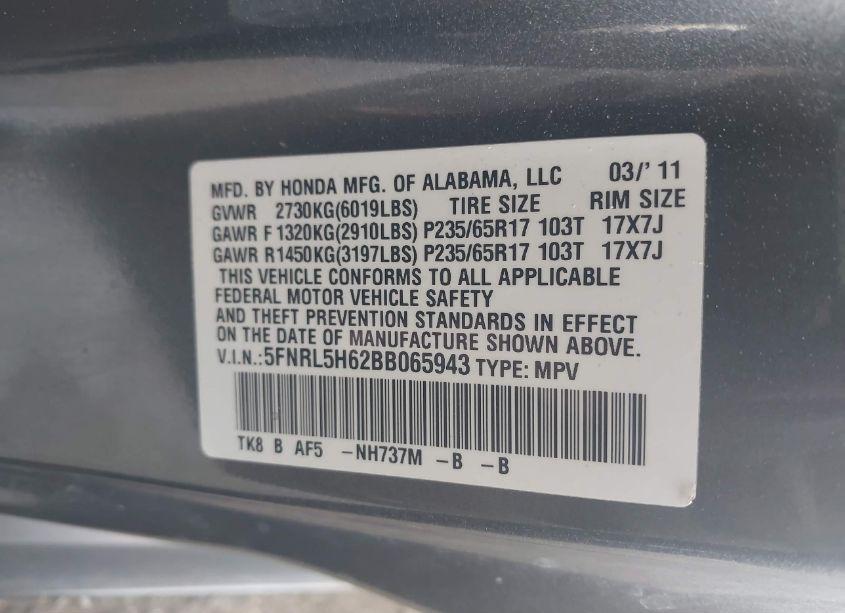 MFD. BY HONDA MFG. OF ALABAMA, LLC 03/' 11
GVWR 2730KG(6019LBS) TIRE SIZE RIM SIZE
GAWR F 1320KG(2910LBS) P235/65R17 103T 17X7J
GAWR R1450KG(3197LBS) P235/65R17 103T 17X7J
THIS VEHICLE CONFORMS TO ALL APPLICABLE
FEDERAL MOTOR VEHICLE SAFETY
AND THEFT PREVENTION STANDARDS IN EFFECT
ON THE DATE OF MANUFACTURE SHOWN ABOVE.
V.I.N.:5FNRL5H62BB065943 TYPE: MPV
TK8 B AF5 -NH737M -B -B